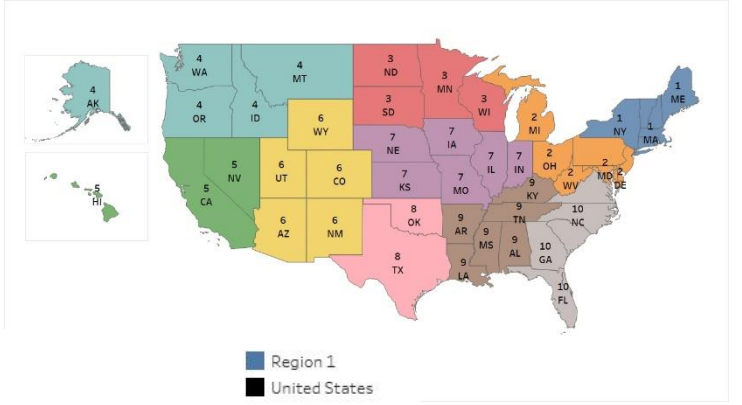 4
WA
4
MT
3
ND
3
MN
1
ME
4
AK
4
OR
4
ID
3
SD
3
WI
2
MI
1
NY
1
MA
6
WY
7
NE
7
IA
7
IL
7
IN
2
OH
2
MD
2
DE
2
WV
5
HI
5
CA
5
NV
6
UT
6
CO
7
KS
7
MO
9
KY
9
TN
10
NC
6
AZ
6
NM
8
OK
9
AR
9
MS
9
AL
10
GA
8
TX
9
LA
10
FL
Region 1
United States